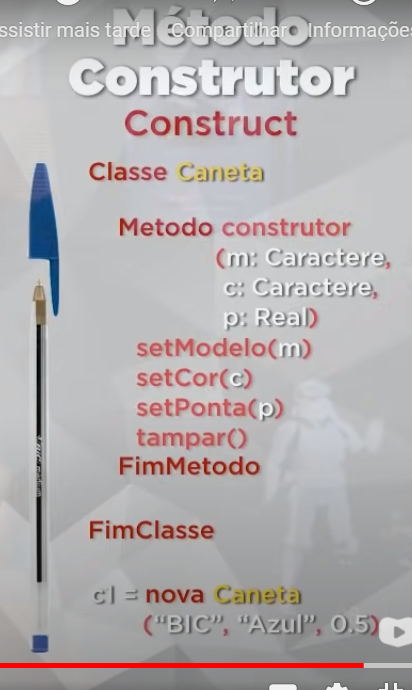 ssistir mais tarde Compartilhar Informações
Método
Construtor
Construct
Classe Caneta
Metodo construtor
(m: Caractere,
c: Caractere,
p: Real)
setModelo(m)
setCor(c)
setPonta(p)
tampar()
FimMetodo
FimClasse
c1 = nova Caneta
("BIC", "Azul", 0.5)